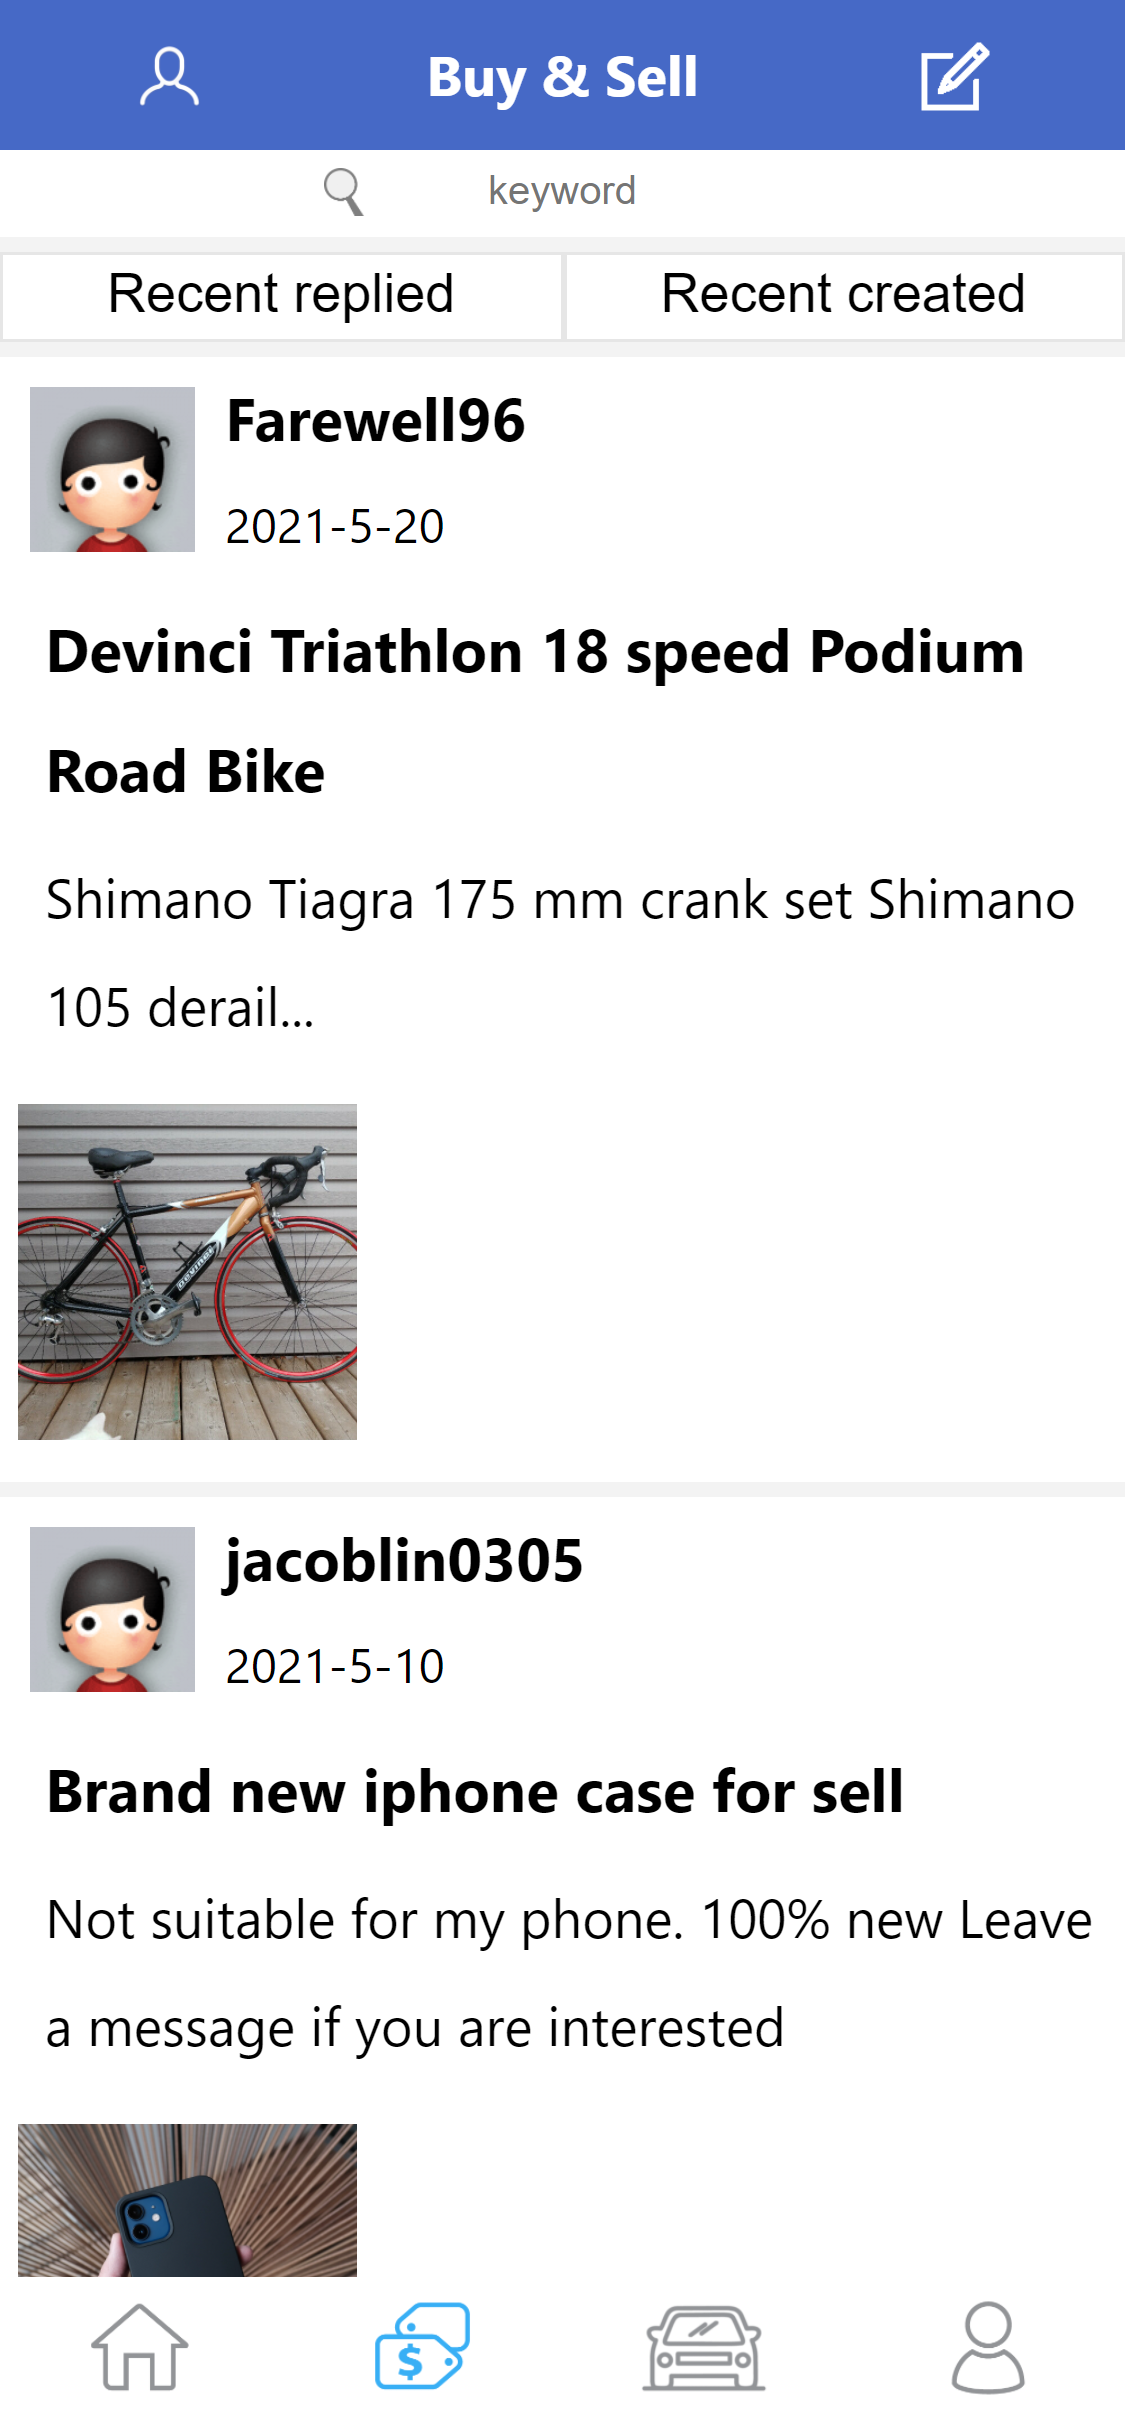 Buy & Sell
keyword
Recent replied
Recent created
Farewell96
2021-5-20
Devinci Triathlon 18 speed Podium
Road Bike
Shimano Tiagra 175 mm crank set Shimano
105 derail...
DEVINCI
jacoblin0305
2021-5-10
Brand new iphone case for sell
Not suitable for my phone. 100% new Leave
a message if you are interested
$